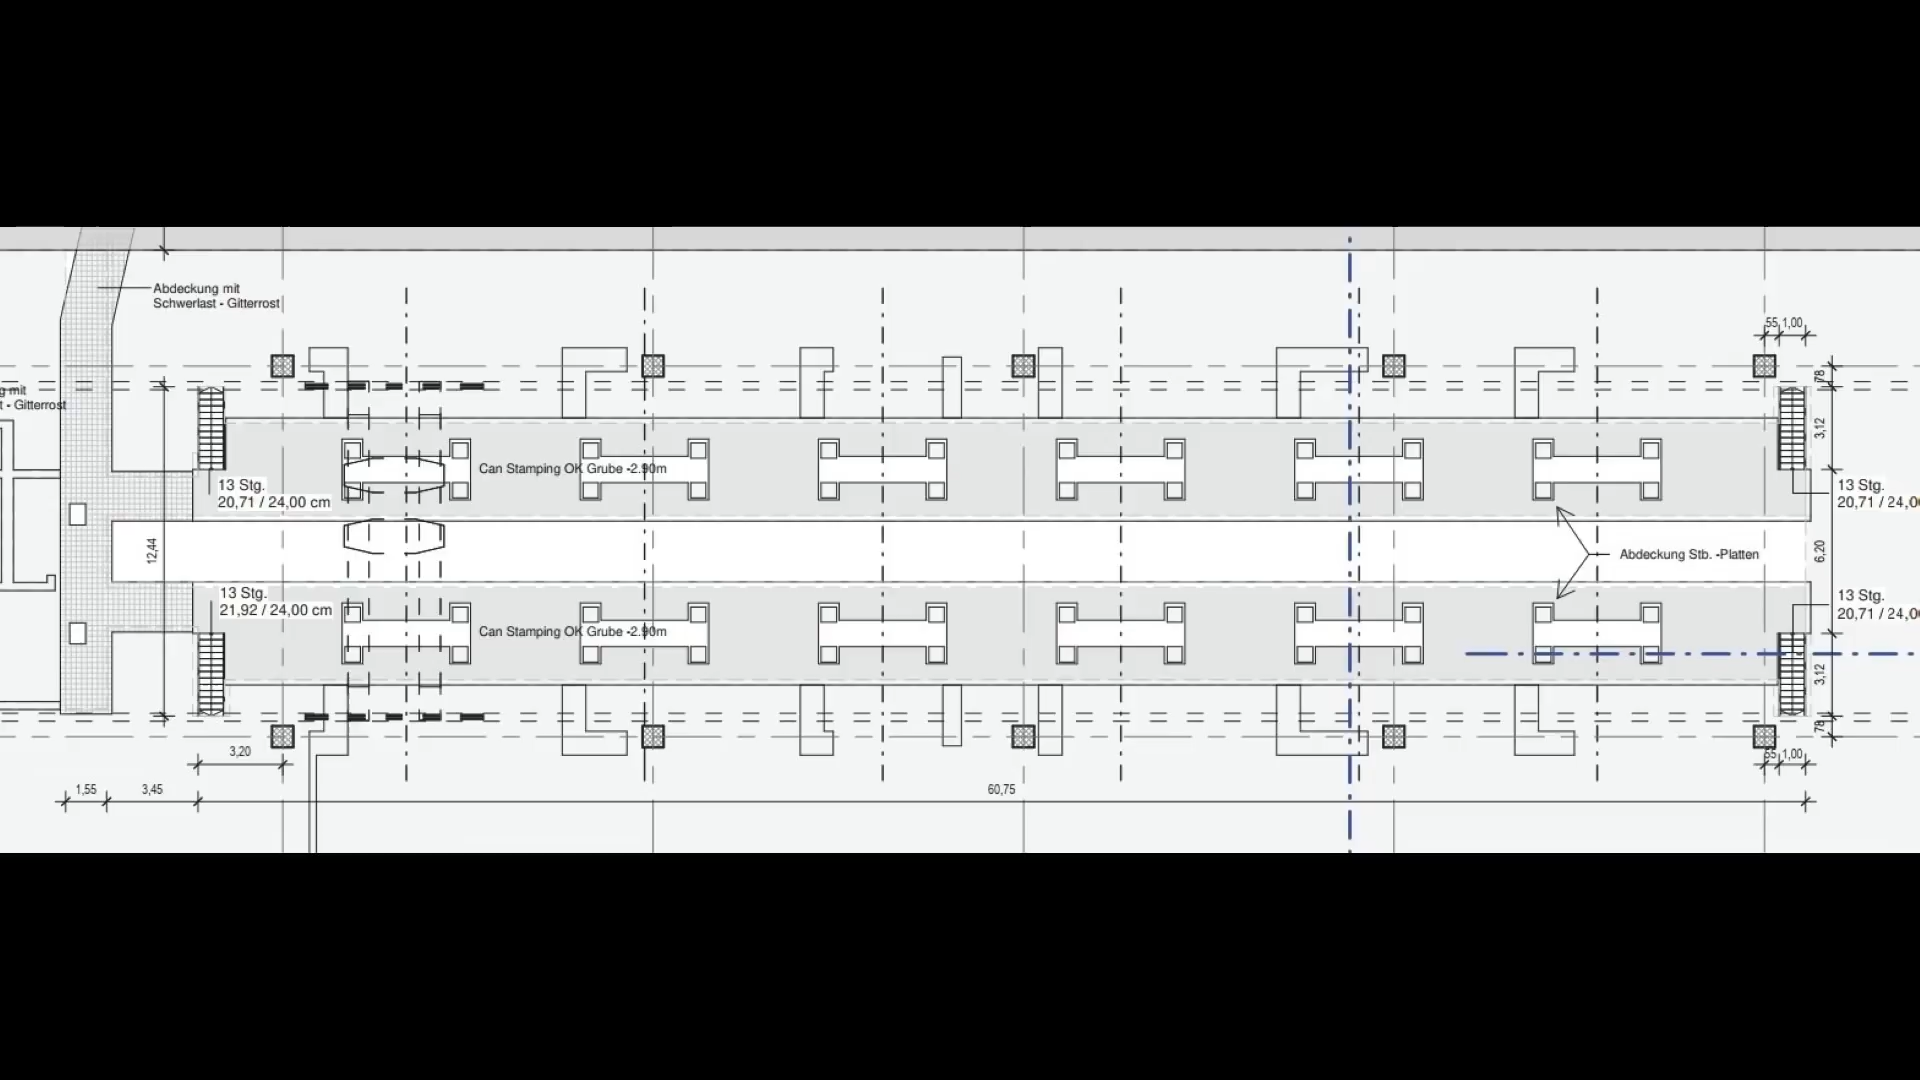 Abdeckung mit
Schwerlast - Gitterrost
55 1,00
g mit
t - Gitterrost
78
3,12
Can Stamping OK Grube -2.90m
13 Stg.
20,71 / 24,00 cm
13 Stg.
20,71 / 24,0
12,44
Abdeckung Stb. -Platten
6,20
13 Stg.
21,92 / 24,00 cm
13 Stg.
20,71 / 24,0
Can Stamping OK Grube -2.90m
3,12
78
3,20
55 1,00
1,55
3,45
60,75